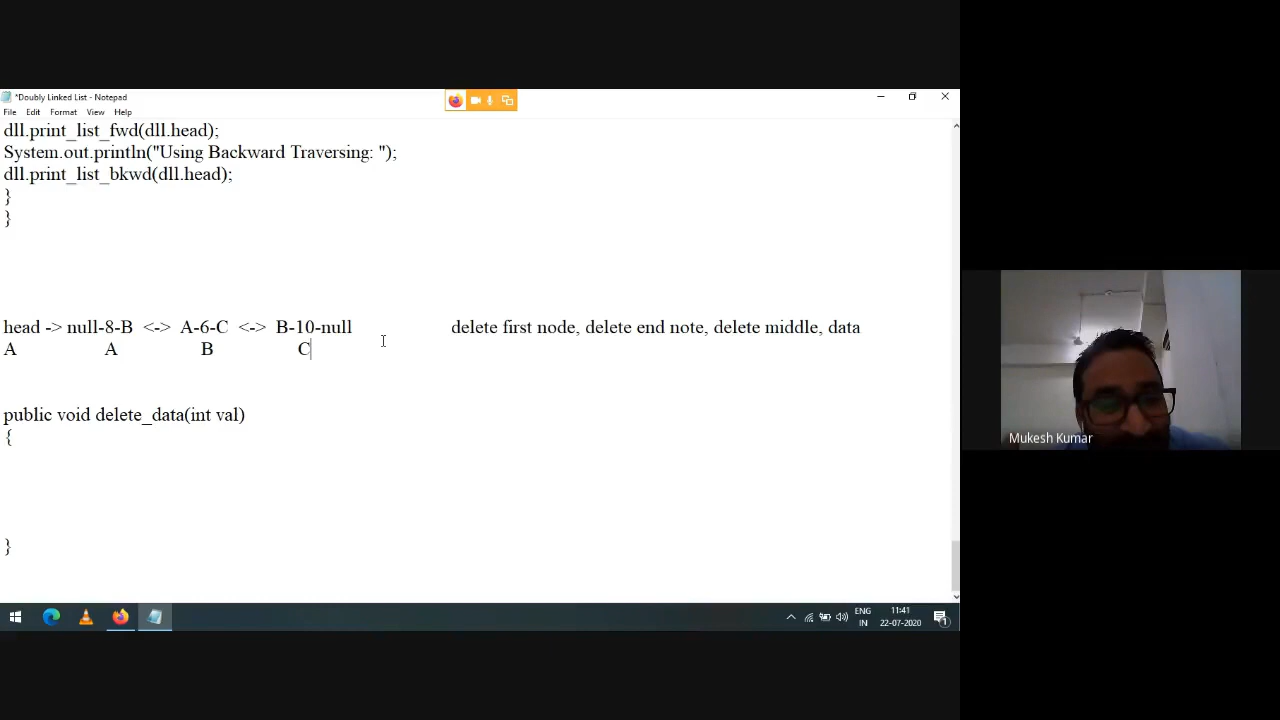 *Doubly Linked List - Notepad
File Edit Format View Help
dll.print_list_fwd(dll.head);
System.out.println("Using Backward Traversing: ");
dll.print_list_bkwd(dll.head);
}
}
head -> null-8-B <-> A-6-C <-> B-10-null delete first node, delete end note, delete middle, data
A A B C
public void delete_data(int val)
{
}
Mukesh Kumar
ENG 11:41
IN 22-07-2020
1